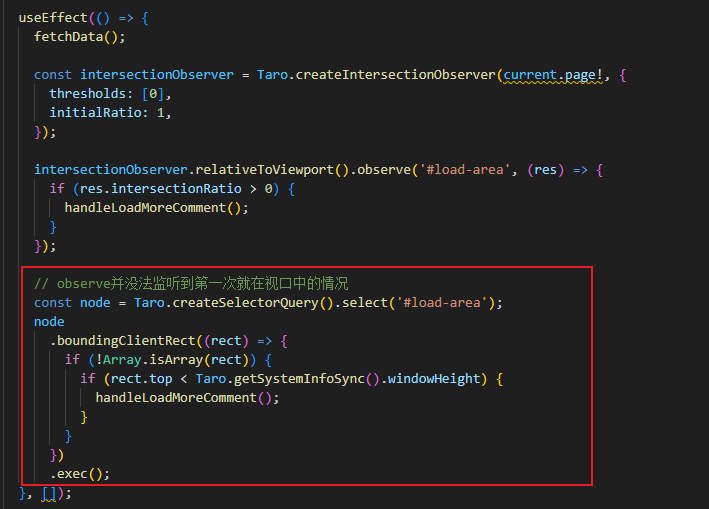 useEffect(() => {
fetchData();
const intersectionObserver = Taro.createIntersectionObserver(current.page!, {
thresholds: [0],
initialRatio: 1,
});
intersectionObserver.relativeToViewport().observe('#load-area', (res) => {
if (res.intersectionRatio > 0) {
handleLoadMoreComment();
}
});
// observe并没法监听到第一次就在视口中的情况
const node = Taro.createSelectorQuery().select('#load-area');
node
.boundingClientRect((rect) => {
if (!Array.isArray(rect)) {
if (rect.top < Taro.getSystemInfoSync().windowHeight) {
handleLoadMoreComment();
}
}
})
.exec();
}, []);